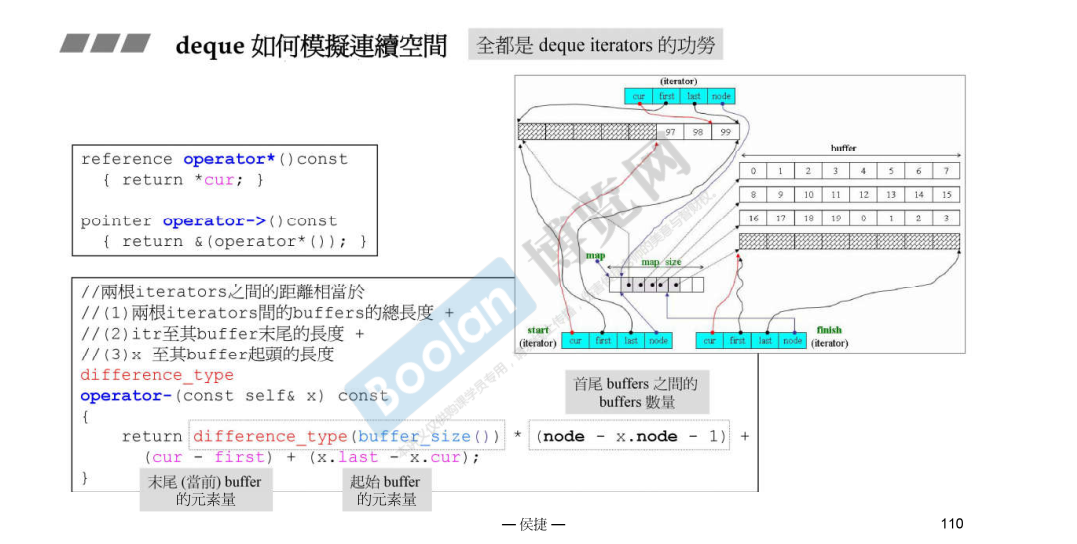 deque 如何模擬連續空間
全都是 deque iterators 的功勞
reference operator*()const
{ return *cur; }
pointer operator->()const
{ return &(operator*()); }
(iterator)
cur first last node
97 98 99
buffer
0 1 2 3 4 5 6 7
8 9 10 11 12 13 14 15
16 17 18 19 0 1 2 3
map
map size
start
(iterator)
cur first last node
cur first last node
finish
(iterator)
//兩根iterators之間的距離相當於
//(1)兩根iterators間的buffers的總長度 +
//(2)itr至其buffer末尾的長度 +
//(3)x 至其buffer起頭的長度
difference_type
operator-(const self& x) const
{
return difference_type(buffer_size()) * (node - x.node - 1) +
(cur - first) + (x.last - x.cur);
}
首尾 buffers 之間的
buffers 數量
末尾 (當前) buffer
的元素量
起始 buffer
的元素量
Boolan
博览网
— 侯捷 —
110